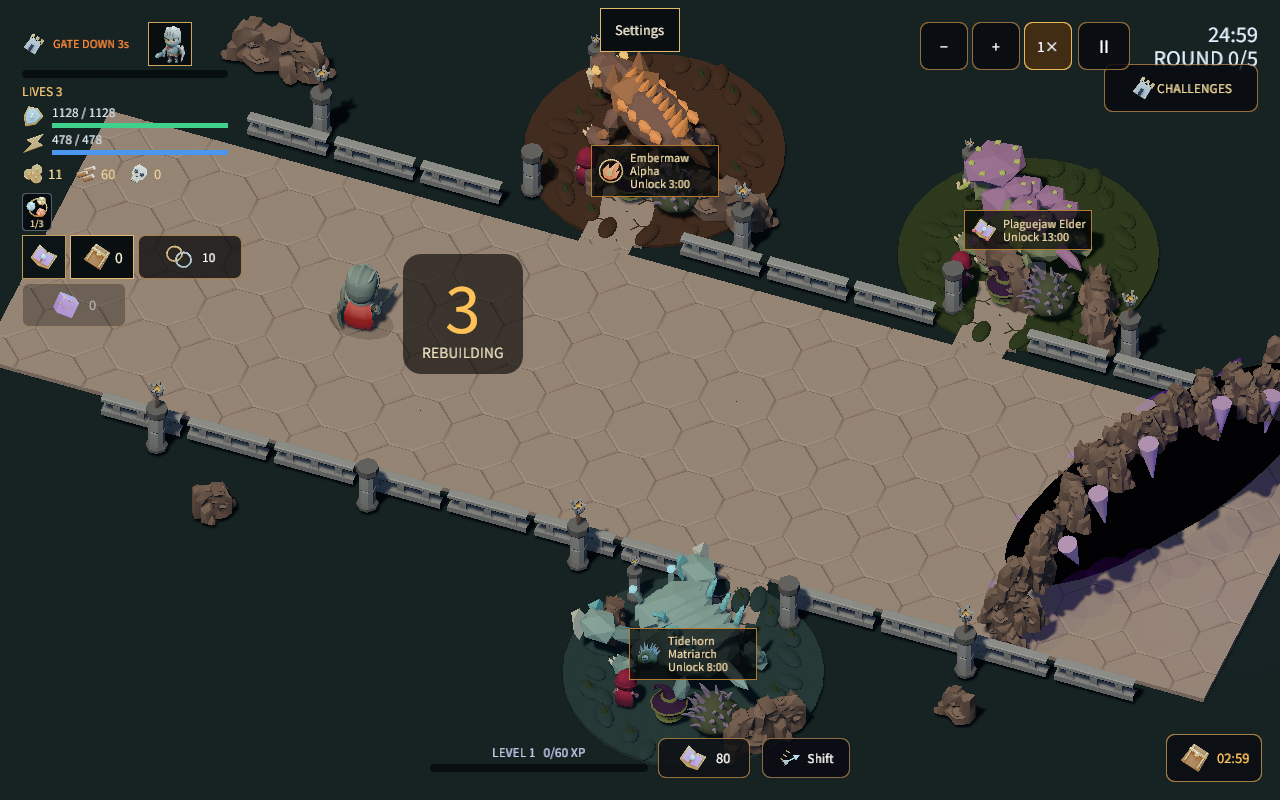 GATE DOWN 3s
LIVES 3
1128 / 1128
478 / 478
11
60
0
1/3
0
10
0
Settings
−
+
1×
24:59
ROUND 0/5
CHALLENGES
Embermaw
Alpha
Unlock 3:00
Plaguejaw Elder
Unlock 13:00
3
REBUILDING
Tidehorn
Matriarch
Unlock 8:00
LEVEL 1 0/60 XP
80
Shift
02:59